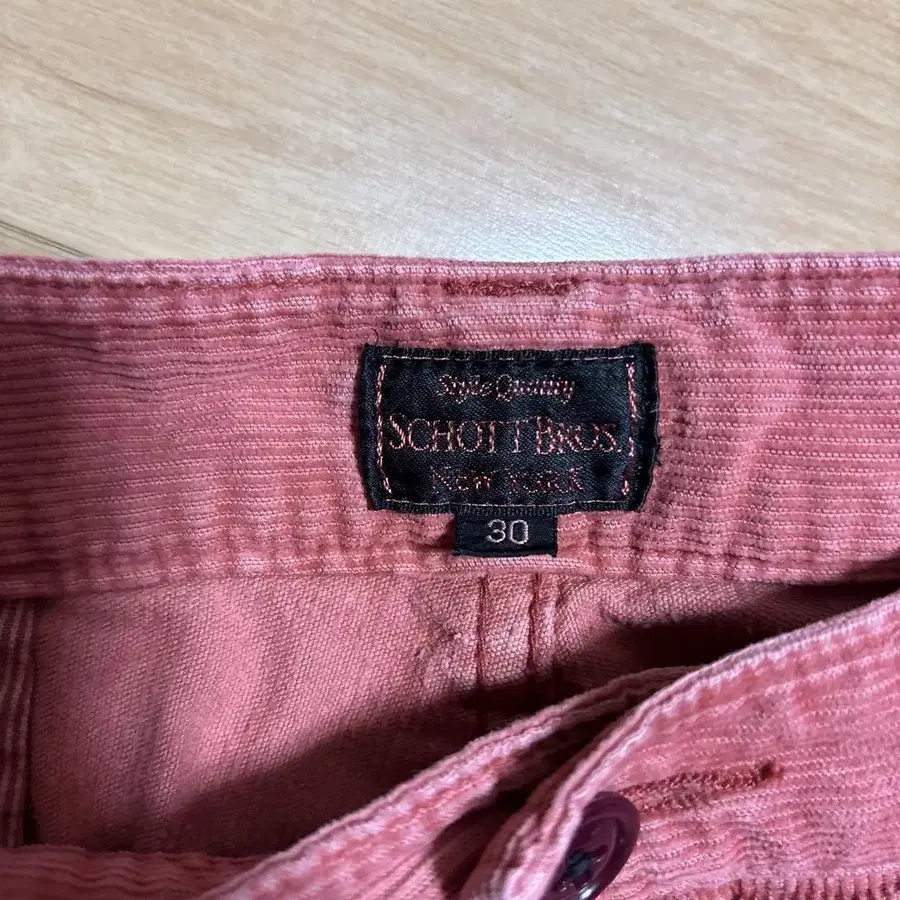 Style Quality
SCHOTT BROS.
NEW YORK
30